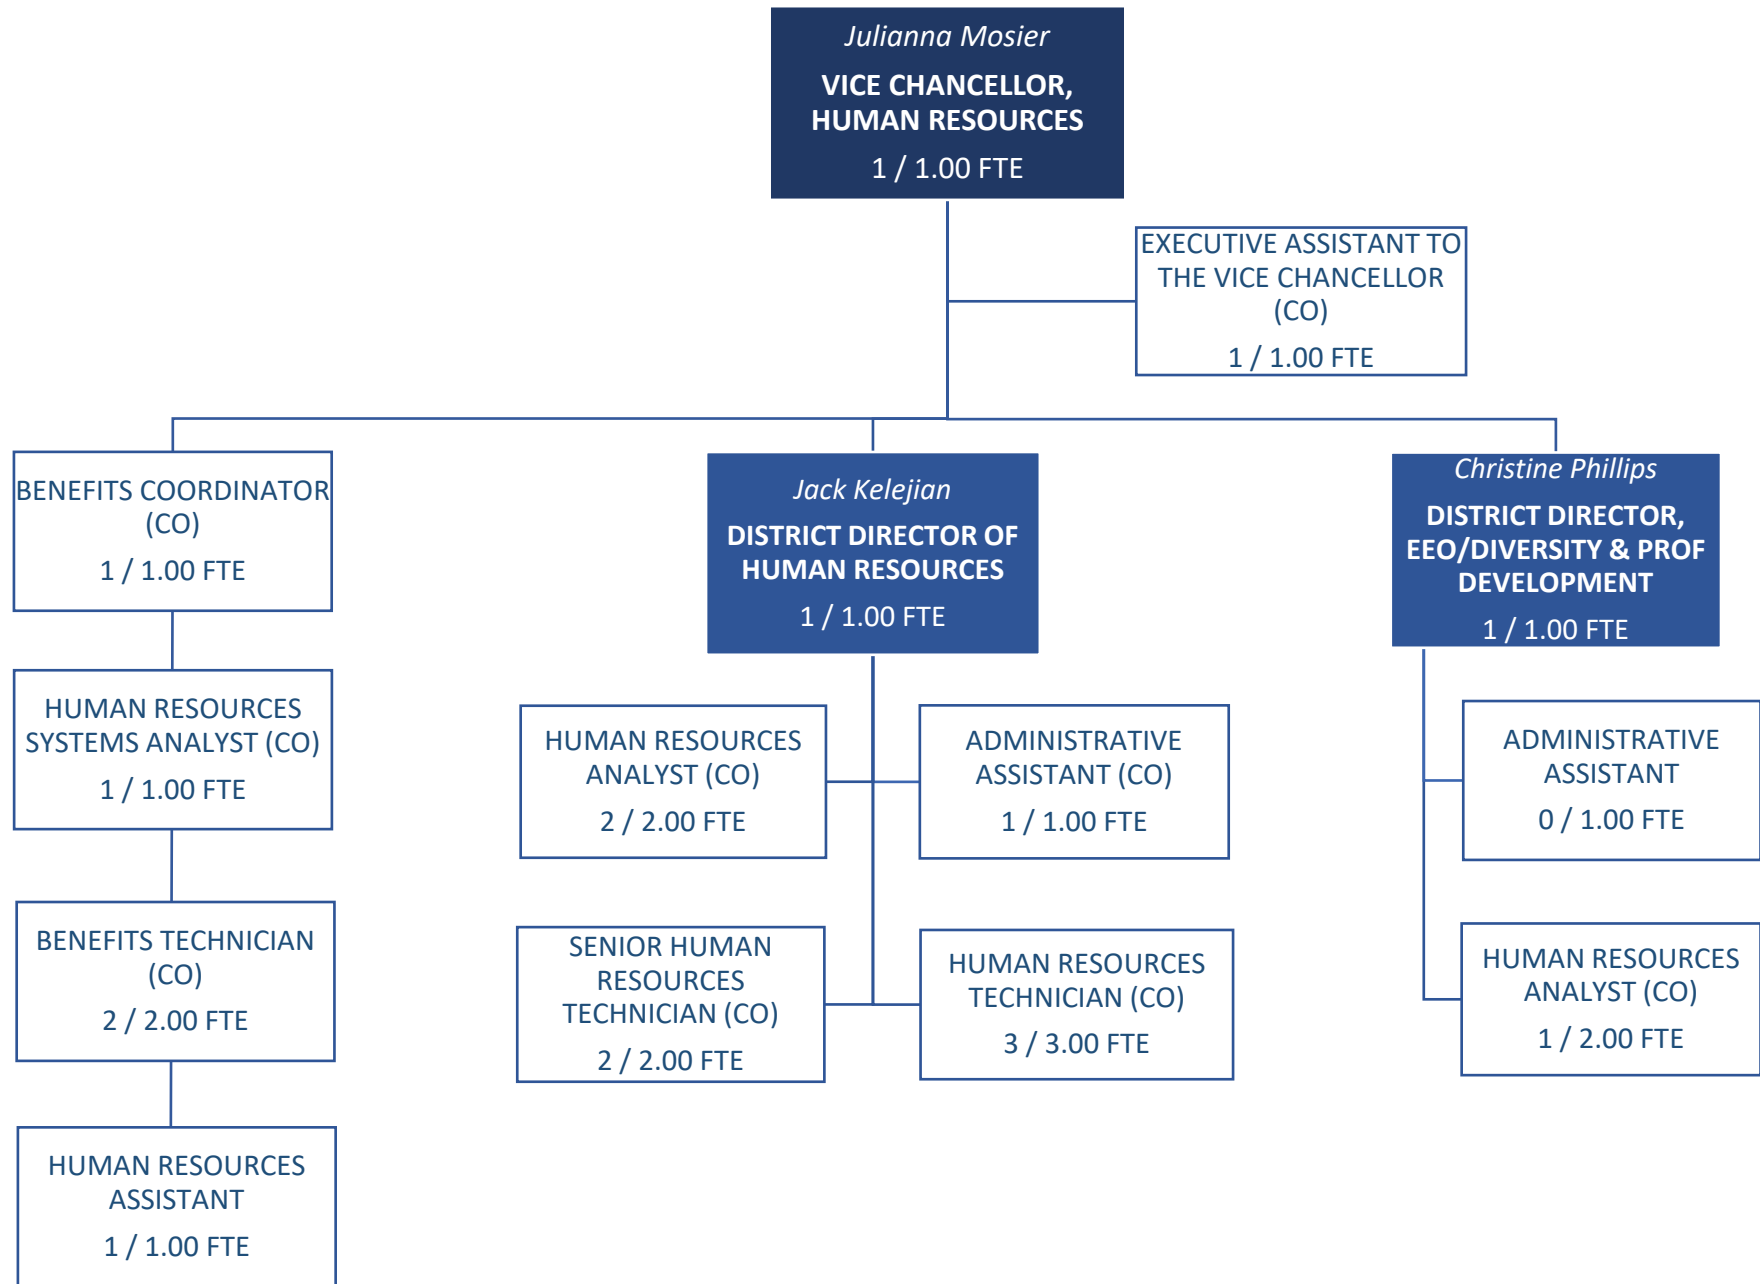 Julianna Mosier
VICE CHANCELLOR,
HUMAN RESOURCES
1 / 1.00 FTE
EXECUTIVE ASSISTANT TO
THE VICE CHANCELLOR
(CO)
1 / 1.00 FTE
BENEFITS COORDINATOR
(CO)
1 / 1.00 FTE
HUMAN RESOURCES
SYSTEMS ANALYST (CO)
1 / 1.00 FTE
BENEFITS TECHNICIAN
(CO)
2 / 2.00 FTE
HUMAN RESOURCES
ASSISTANT
1 / 1.00 FTE
Jack Kelejian
DISTRICT DIRECTOR OF
HUMAN RESOURCES
1 / 1.00 FTE
HUMAN RESOURCES
ANALYST (CO)
2 / 2.00 FTE
ADMINISTRATIVE
ASSISTANT (CO)
1 / 1.00 FTE
SENIOR HUMAN
RESOURCES
TECHNICIAN (CO)
2 / 2.00 FTE
HUMAN RESOURCES
TECHNICIAN (CO)
3 / 3.00 FTE
Christine Phillips
DISTRICT DIRECTOR,
EEO/DIVERSITY & PROF
DEVELOPMENT
1 / 1.00 FTE
ADMINISTRATIVE
ASSISTANT
0 / 1.00 FTE
HUMAN RESOURCES
ANALYST (CO)
1 / 2.00 FTE